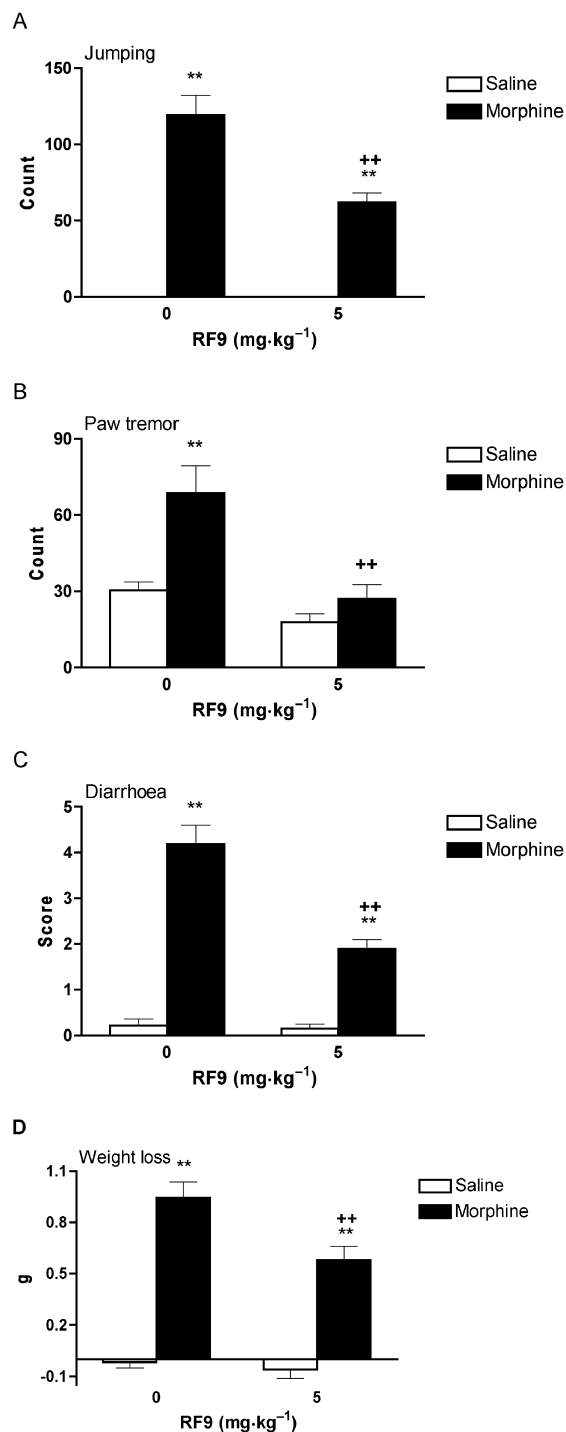 A
Jumping
150
**
Saline
Morphine
100
++
**
Count
50
0
0 5
RF9 (mg·kg⁻¹)
B
Paw tremor
90
**
Saline
Morphine
60
Count
++
30
0
0 5
RF9 (mg·kg⁻¹)
C
Diarrhoea
5
**
Saline
Morphine
4
3
++
**
Score
2
1
0
0 5
RF9 (mg·kg⁻¹)
D
Weight loss
**
1.1
Saline
Morphine
0.8
++
**
g
0.5
0.2
-0.1
0 5
RF9 (mg·kg⁻¹)